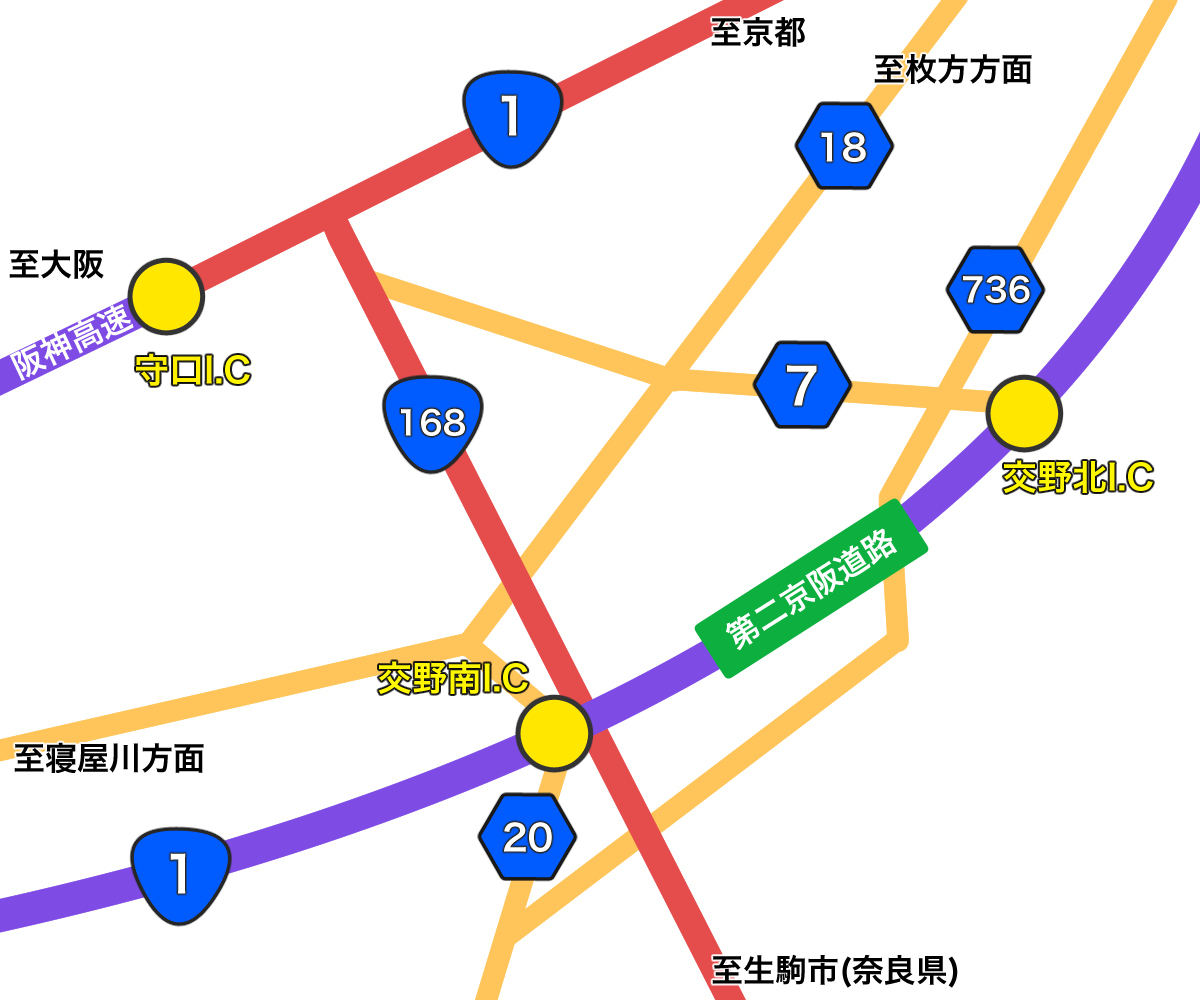 至京都
至枚方方面
1
18
至大阪
736
阪神高速
守口I.C
7
168
交野北I.C
第二京阪道路
交野南I.C
至寝屋川方面
20
1
至生駒市(奈良県)